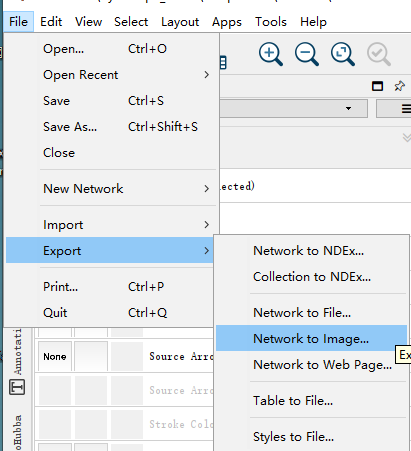 File Edit View Select Layout Apps Tools Help
Open... Ctrl+O
Open Recent
Save Ctrl+S
Save As... Ctrl+Shift+S
Close
New Network
Import
Export
Print... Ctrl+P
Quit Ctrl+Q
Network to NDEx...
Collection to NDEx...
Network to File...
Network to Image...
Network to Web Page...
Table to File...
Styles to File...
Ex
lected)
None
Source Arro
Source Arro
Stroke Colo
Annotati
oHubba